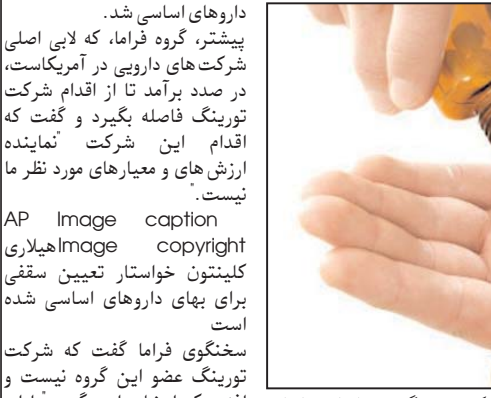 داروهای اساسی شد.
پیشتر، گروه فراما، که لابی اصلی
شرکت‌های دارویی در آمریکاست،
در صدد برآمد تا از اقدام شرکت
تورینگ فاصله بگیرد و گفت که
اقدام این شرکت "نماینده
ارزش‌های و معیارهای مورد نظر ما
نیست."
AP Image caption
Image copyrightهیلاری
کلینتون خواستار تعیین سقفی
برای بهای داروهای اساسی شده
است
سخنگوی فراما گفت که شرکت
تورینگ عضو این گروه نیست و